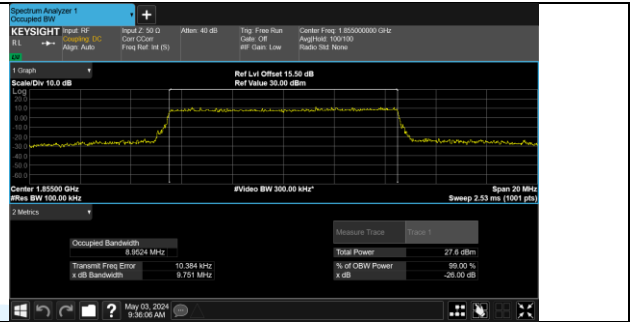 Spectrum Analyzer 1
Occupied BW
+
KEYSIGHT Input: RF Input Z: 50 Ω Atten: 40 dB Trig: Free Run Center Freq: 1.855000000 GHz
RL Coupling: DC Corr CCorr Gate: Off Avg|Hold: 100/100
Align: Auto Freq Ref: Int (S) #IF Gain: Low Radio Std: None
1 Graph
Ref Lvl Offset 15.50 dB
Scale/Div 10.0 dB Ref Value 30.00 dBm
Log
20.0
10.0
0.00
-10.0
-20.0
-30.0
-40.0
-50.0
-60.0
Center 1.85500 GHz #Video BW 300.00 kHz* Span 20 MHz
#Res BW 100.00 kHz Sweep 2.53 ms (1001 pts)
2 Metrics
Measure Trace Trace 1
Occupied Bandwidth
8.9524 MHz Total Power 27.6 dBm
Transmit Freq Error 10.384 kHz % of OBW Power 99.00 %
x dB Bandwidth 9.751 MHz x dB -26.00 dB
? May 03, 2024
9:36:06 AM